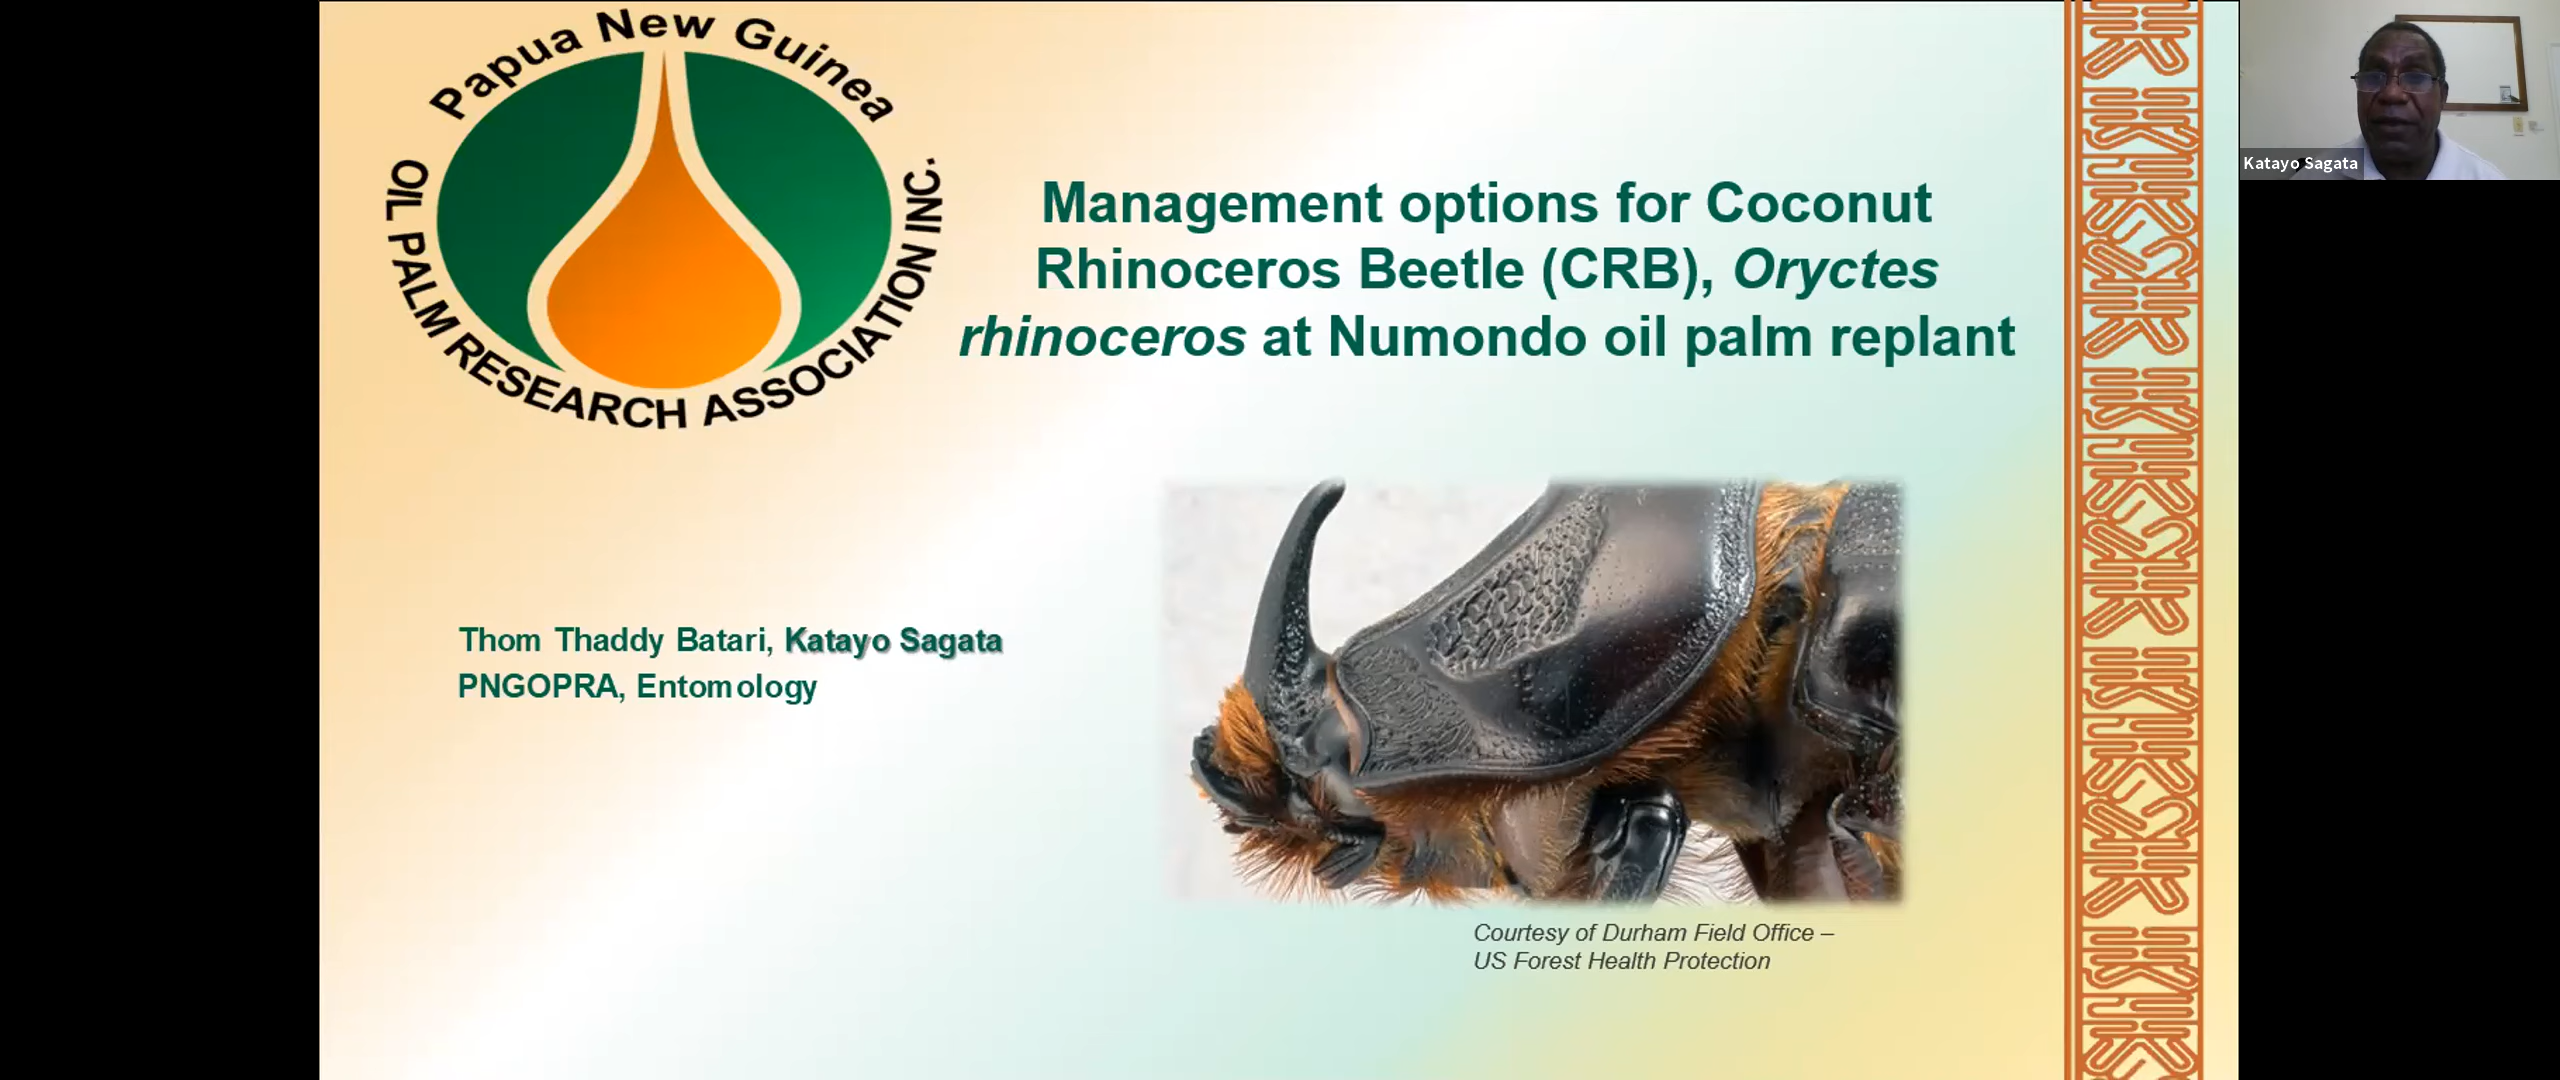 Papua New Guinea
OIL PALM RESEARCH ASSOCIATION INC.
Management options for Coconut
Rhinoceros Beetle (CRB), Oryctes
rhinoceros at Numondo oil palm replant
Thom Thaddy Batari, Katayo Sagata
PNGOPRA, Entomology
Courtesy of Durham Field Office –
US Forest Health Protection
Katayo Sagata